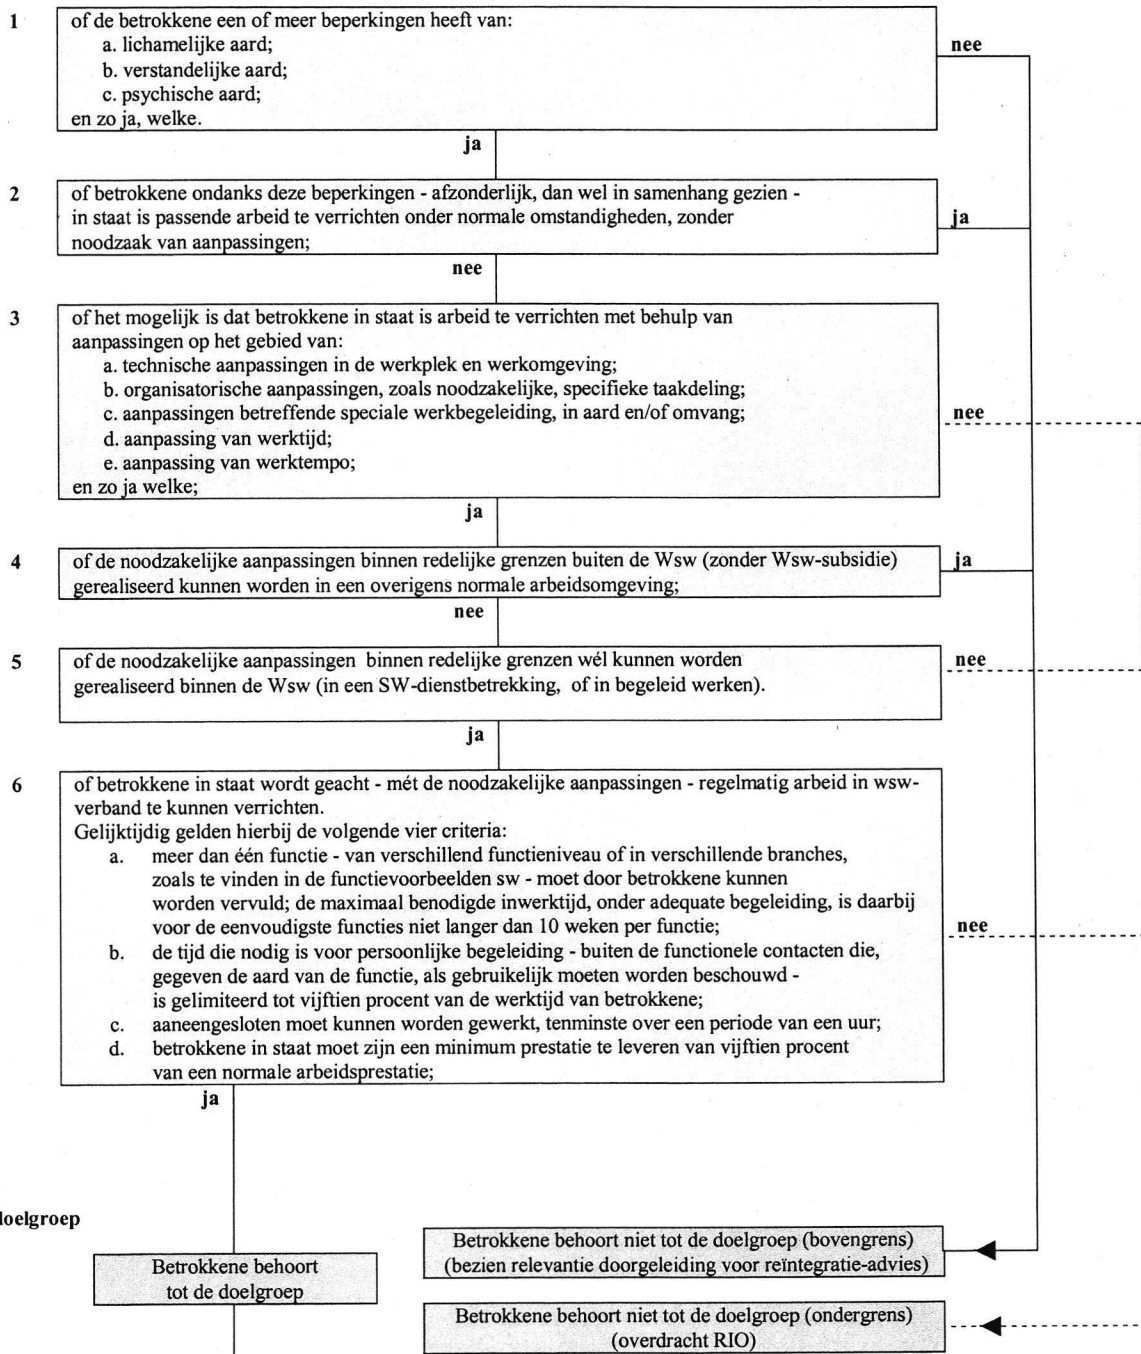 1 of de betrokkene een of meer beperkingen heeft van:
a. lichamelijke aard;
nee
b. verstandelijke aard;
c. psychische aard;
en zo ja, welke.
ja
2 of betrokkene ondanks deze beperkingen - afzonderlijk, dan wel in samenhang gezien -
in staat is passende arbeid te verrichten onder normale omstandigheden, zonder
ja
noodzaak van aanpassingen;
nee
3 of het mogelijk is dat betrokkene in staat is arbeid te verrichten met behulp van
aanpassingen op het gebied van:
a. technische aanpassingen in de werkplek en werkomgeving;
b. organisatorische aanpassingen, zoals noodzakelijke, specifieke taakdeling;
c. aanpassingen betreffende speciale werkbegeleiding, in aard en/of omvang;
nee
d. aanpassing van werktijd;
e. aanpassing van werktempo;
en zo ja welke;
ja
4 of de noodzakelijke aanpassingen binnen redelijke grenzen buiten de Wsw (zonder Wsw-subsidie)
ja
gerealiseerd kunnen worden in een overigens normale arbeidsomgeving;
nee
5 of de noodzakelijke aanpassingen binnen redelijke grenzen wél kunnen worden
nee
gerealiseerd binnen de Wsw (in een SW-dienstbetrekking, of in begeleid werken).
ja
6 of betrokkene in staat wordt geacht - mét de noodzakelijke aanpassingen - regelmatig arbeid in wsw-
verband te kunnen verrichten.
Gelijktijdig gelden hierbij de volgende vier criteria:
a. meer dan één functie - van verschillend functieniveau of in verschillende branches,
zoals te vinden in de functievoorbeelden sw - moet door betrokkene kunnen
worden vervuld; de maximaal benodigde inwerktijd, onder adequate begeleiding, is daarbij
voor de eenvoudigste functies niet langer dan 10 weken per functie;
nee
b. de tijd die nodig is voor persoonlijke begeleiding - buiten de functionele contacten die,
gegeven de aard van de functie, als gebruikelijk moeten worden beschouwd -
is gelimiteerd tot vijftien procent van de werktijd van betrokkene;
c. aaneengesloten moet kunnen worden gewerkt, tenminste over een periode van een uur;
d. betrokkene in staat moet zijn een minimum prestatie te leveren van vijftien procent
van een normale arbeidsprestatie;
ja
doelgroep
Betrokkene behoort niet tot de doelgroep (bovengrens)
(bezien relevantie doorgeleiding voor reïntegratie-advies)
Betrokkene behoort
tot de doelgroep
Betrokkene behoort niet tot de doelgroep (ondergrens)
(overdracht RIO)